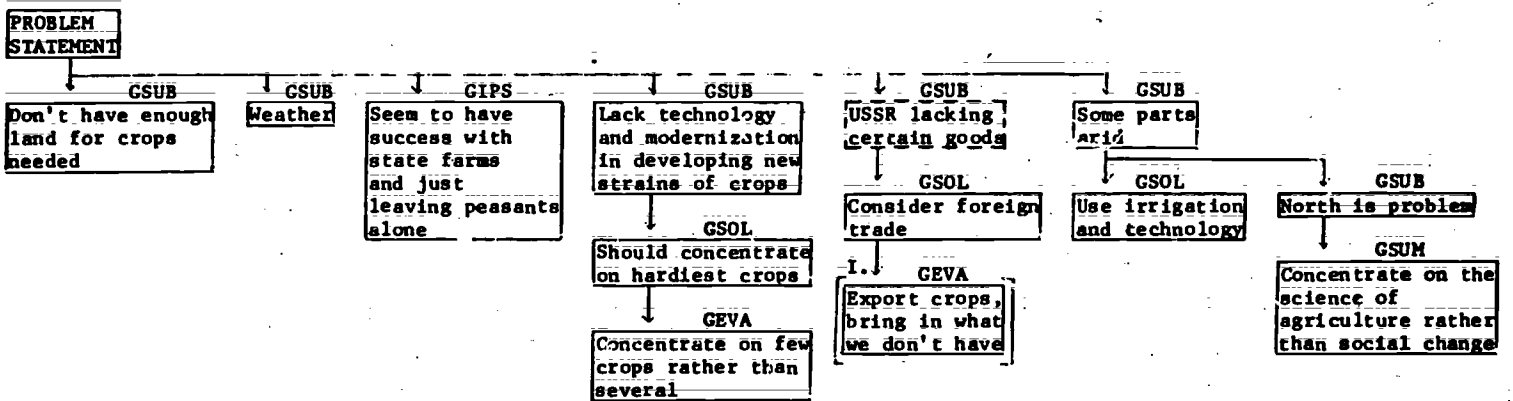 PROBLEM
STATEMENT
GSUB
Don't have enough
land for crops
needed
GSUB
Weather
GIPS
Seem to have
success with
state farms
and just
leaving peasants
alone
GSUB
Lack technology
and modernization
in developing new
strains of crops
GSOL
Should concentrate
on hardiest crops
GEVA
Concentrate on few
crops rather than
several
GSUB
USSR lacking
certain goods
GSOL
Consider foreign
trade
I.
GEVA
Export crops,
bring in what
we don't have
GSUB
Some parts
arid
GSOL
Use irrigation
and technology
GSUB
North is problem
GSUM
Concentrate on the
science of
agriculture rather
than social change